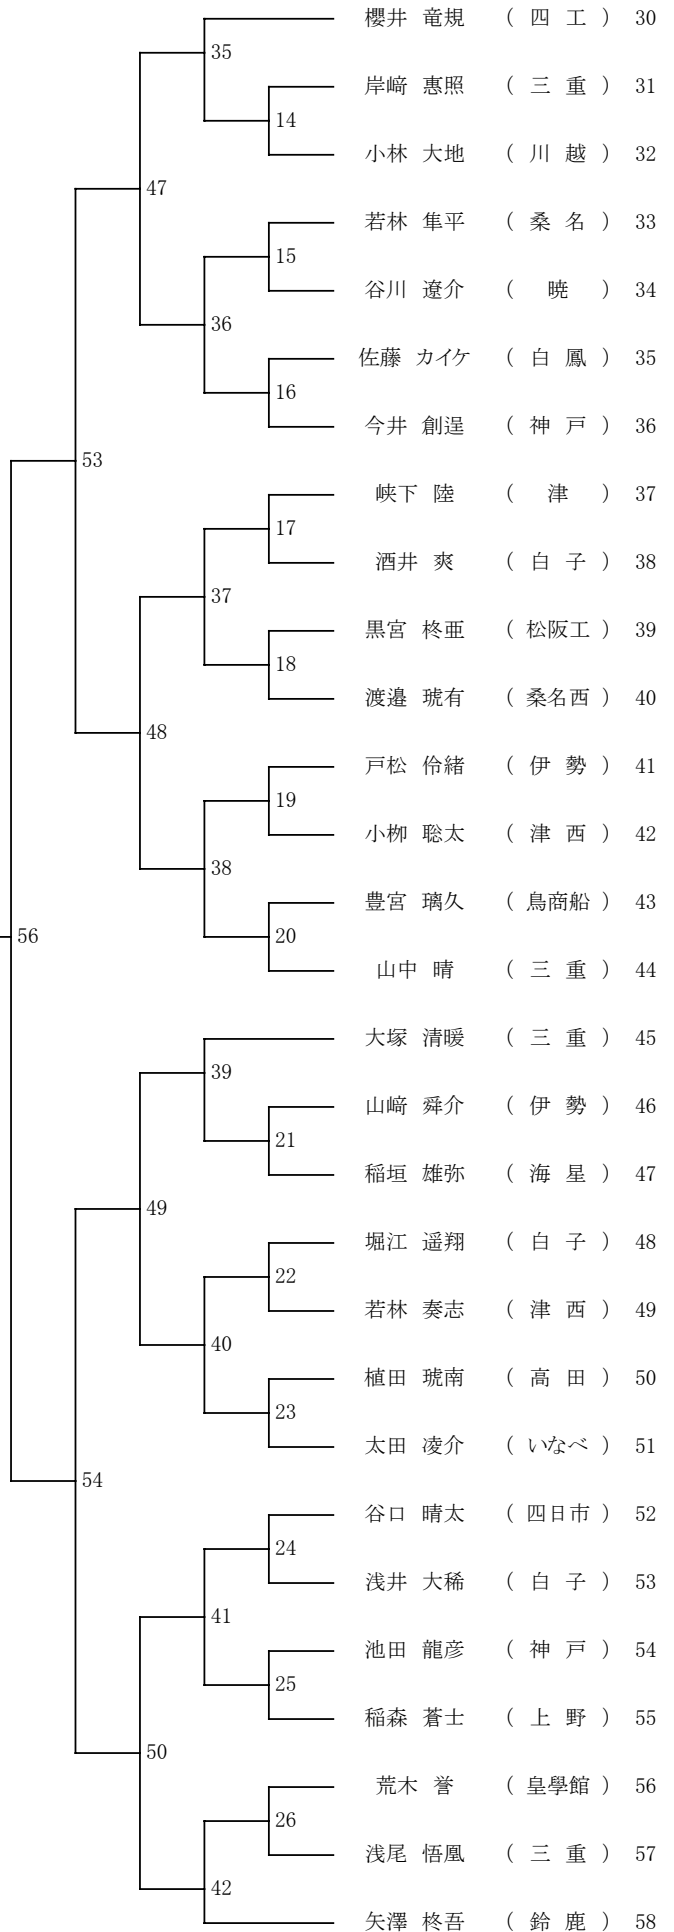 櫻井 竜規 ( 四 工 ) 30
35
岸﨑 惠照 ( 三 重 ) 31
14
小林 大地 ( 川 越 ) 32
47
若林 隼平 ( 桑 名 ) 33
15
谷川 遼介 ( 暁 ) 34
36
佐藤 カイケ ( 白 鳳 ) 35
16
今井 創逞 ( 神 戸 ) 36
53
峡下 陸 ( 津 ) 37
17
酒井 爽 ( 白 子 ) 38
37
黒宮 柊亜 ( 松阪工 ) 39
18
渡邉 琥有 ( 桑名西 ) 40
48
戸松 伶緒 ( 伊 勢 ) 41
19
小栁 聡太 ( 津 西 ) 42
38
豊宮 璃久 ( 鳥商船 ) 43
56
20
山中 晴 ( 三 重 ) 44
大塚 清暖 ( 三 重 ) 45
39
山﨑 舜介 ( 伊 勢 ) 46
21
稲垣 雄弥 ( 海 星 ) 47
49
堀江 遥翔 ( 白 子 ) 48
22
若林 奏志 ( 津 西 ) 49
40
植田 琥南 ( 高 田 ) 50
23
太田 凌介 ( いなべ ) 51
54
谷口 晴太 ( 四日市 ) 52
24
浅井 大稀 ( 白 子 ) 53
41
池田 龍彦 ( 神 戸 ) 54
25
稲森 蒼士 ( 上 野 ) 55
50
荒木 誉 ( 皇學館 ) 56
26
浅尾 悟凰 ( 三 重 ) 57
42
矢澤 柊吾 ( 鈴 鹿 ) 58